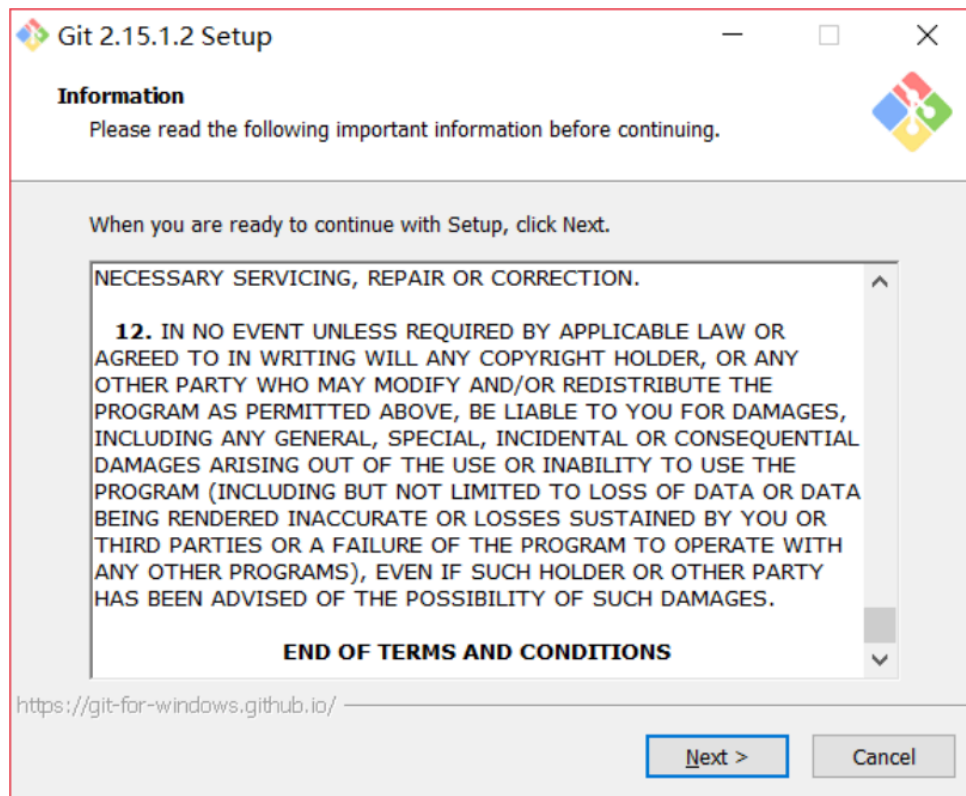 Git 2.15.1.2 Setup
Information
Please read the following important information before continuing.
When you are ready to continue with Setup, click Next.
NECESSARY SERVICING, REPAIR OR CORRECTION.
12. IN NO EVENT UNLESS REQUIRED BY APPLICABLE LAW OR
AGREED TO IN WRITING WILL ANY COPYRIGHT HOLDER, OR ANY
OTHER PARTY WHO MAY MODIFY AND/OR REDISTRIBUTE THE
PROGRAM AS PERMITTED ABOVE, BE LIABLE TO YOU FOR DAMAGES,
INCLUDING ANY GENERAL, SPECIAL, INCIDENTAL OR CONSEQUENTIAL
DAMAGES ARISING OUT OF THE USE OR INABILITY TO USE THE
PROGRAM (INCLUDING BUT NOT LIMITED TO LOSS OF DATA OR DATA
BEING RENDERED INACCURATE OR LOSSES SUSTAINED BY YOU OR
THIRD PARTIES OR A FAILURE OF THE PROGRAM TO OPERATE WITH
ANY OTHER PROGRAMS), EVEN IF SUCH HOLDER OR OTHER PARTY
HAS BEEN ADVISED OF THE POSSIBILITY OF SUCH DAMAGES.
END OF TERMS AND CONDITIONS
https://git-for-windows.github.io/
Next >
Cancel